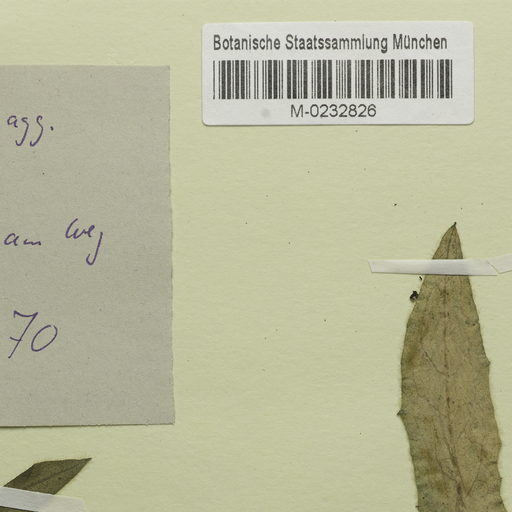 Botanische Staatssammlung München
M-0232826
agg.
am Weg
70